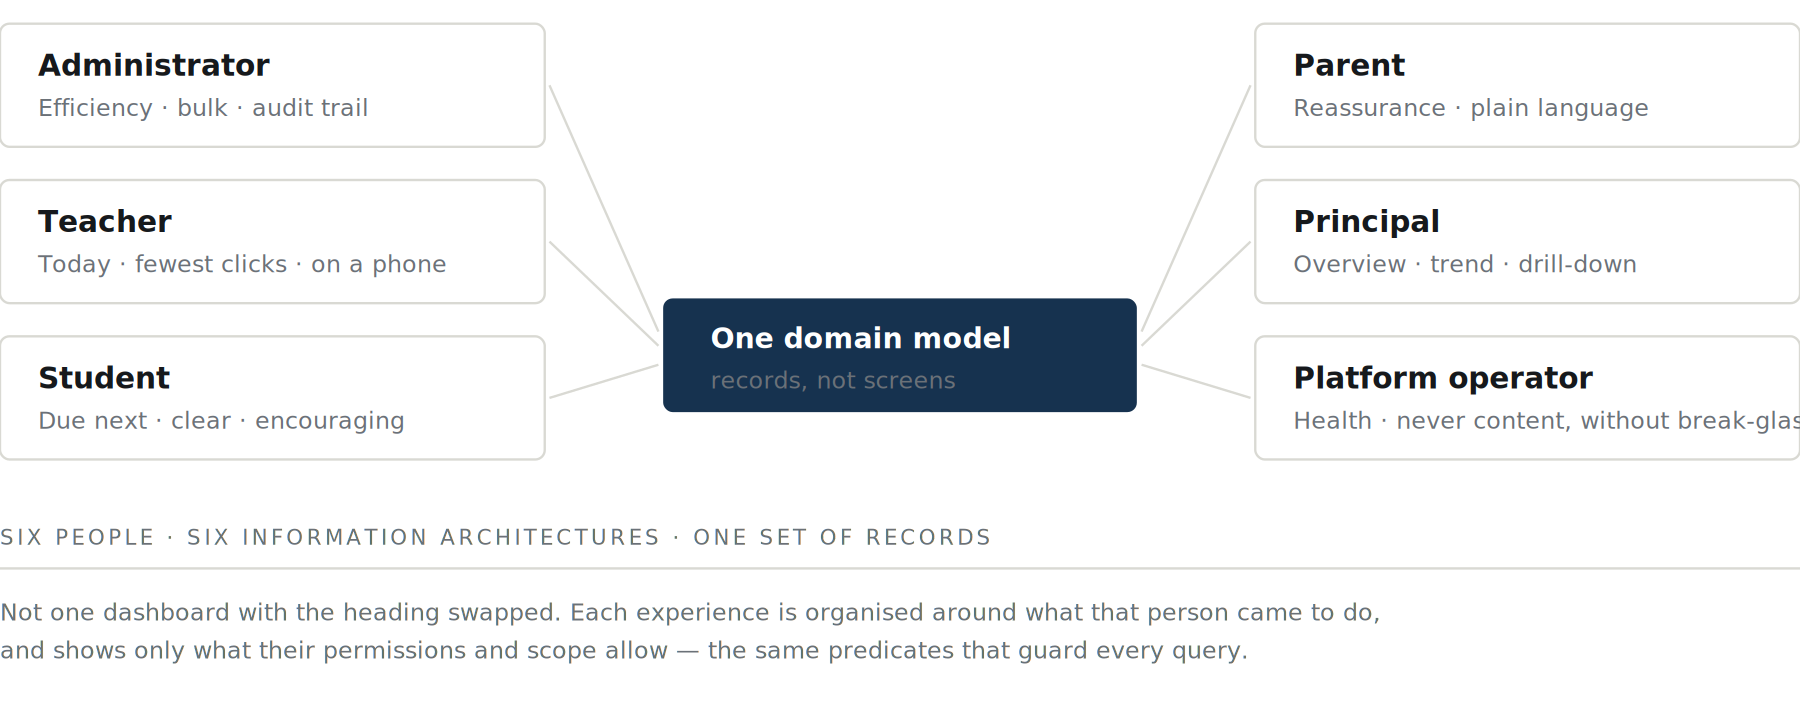 Administrator
Efficiency · bulk · audit trail
Teacher
Today · fewest clicks · on a phone
Student
Due next · clear · encouraging
One domain model
records, not screens
Parent
Reassurance · plain language
Principal
Overview · trend · drill-down
Platform operator
Health · never content, without break-glas
SIX PEOPLE · SIX INFORMATION ARCHITECTURES · ONE SET OF RECORDS
Not one dashboard with the heading swapped. Each experience is organised around what that person came to do,
and shows only what their permissions and scope allow — the same predicates that guard every query.